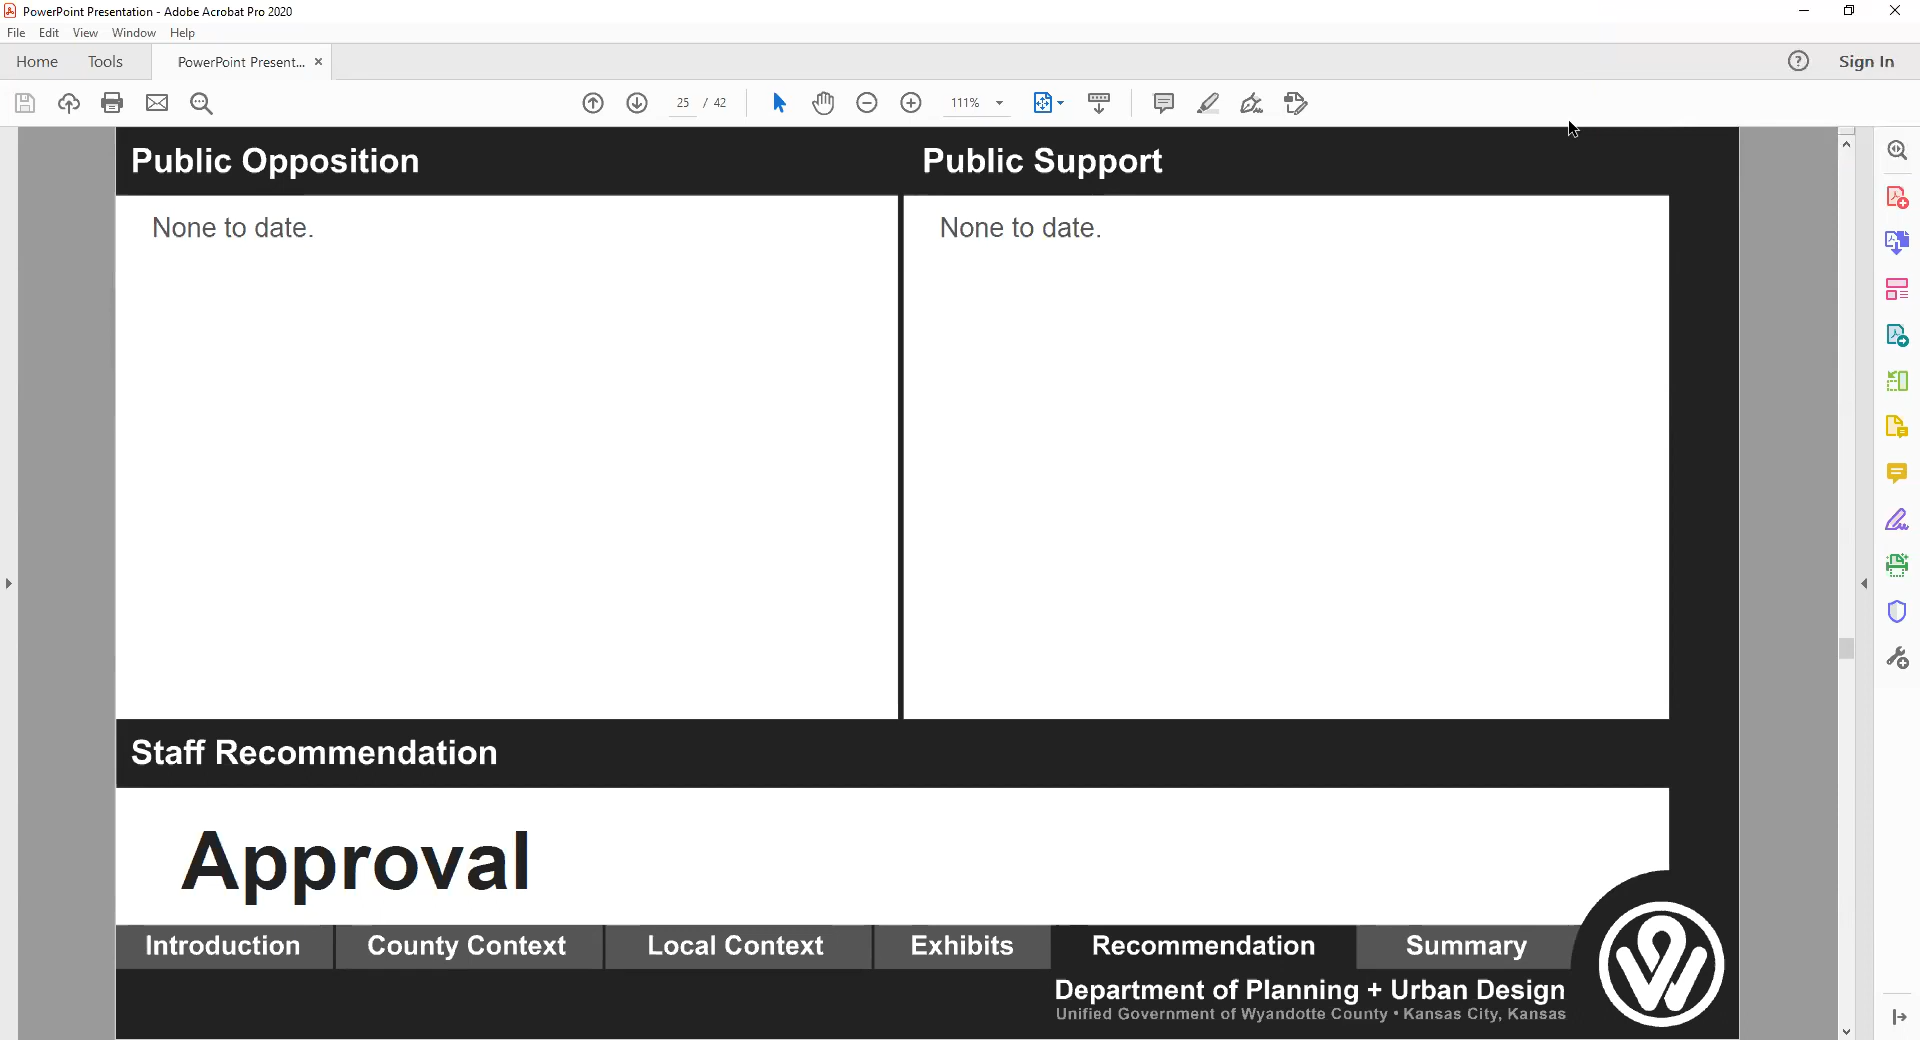 PowerPoint Presentation - Adobe Acrobat Pro 2020
File Edit View Window Help
Home Tools PowerPoint Present... Sign In
25 / 42 111%
Public Opposition Public Support
None to date. None to date.
Staff Recommendation
Approval
Introduction County Context Local Context Exhibits Recommendation Summary
Department of Planning + Urban Design
Unified Government of Wyandotte County • Kansas City, Kansas